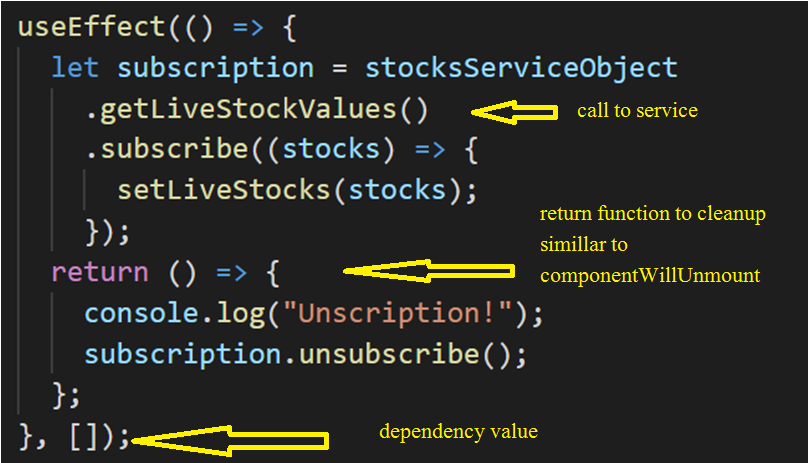 useEffect(() => {
let subscription = stocksServiceObject
.getLiveStockValues()
call to service
.subscribe((stocks) => {
setLiveStocks(stocks);
});
return function to cleanup
simillar to
componentWillUnmount
return () => {
console.log("Unscription!");
subscription.unsubscribe();
};
}, []);
dependency value